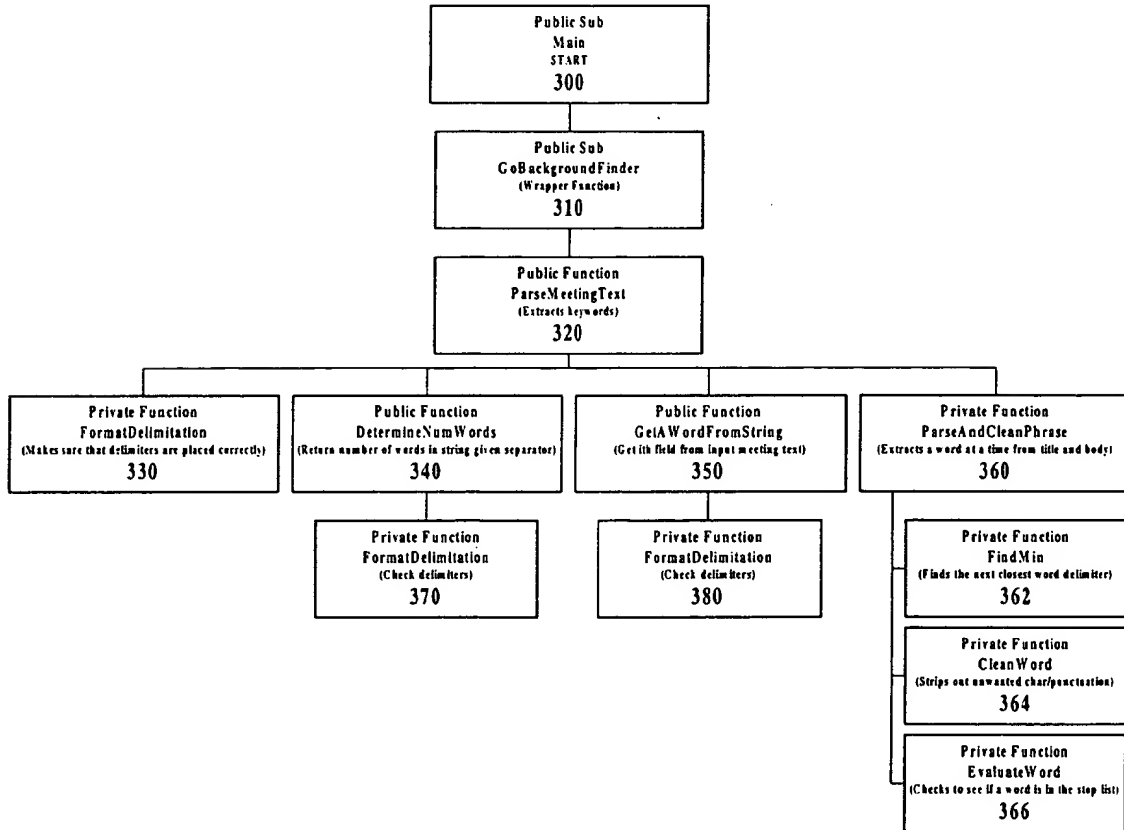 Public Sub
Main
START
300
Public Sub
GoBackgroundFinder
(Wrapper Function)
310
Public Function
ParseMeetingText
(Extracts keywords)
320
Private Function
FormatDelimitation
(Makes sure that delimiters are placed correctly)
330
Public Function
DetermineNumWords
(Return number of words in string given separator)
340
Public Function
GetAWordFromString
(Get ith field from input meeting text)
350
Private Function
ParseAndCleanPhrase
(Extracts a word at a time from title and body)
360
Private Function
FormatDelimitation
(Check delimiters)
370
Private Function
FormatDelimitation
(Check delimiters)
380
Private Function
FindMin
(Finds the next closest word delimiter)
362
Private Function
CleanWord
(Strips out unwanted char/punctuation)
364
Private Function
EvaluateWord
(Checks to see if a word is in the stop list)
366